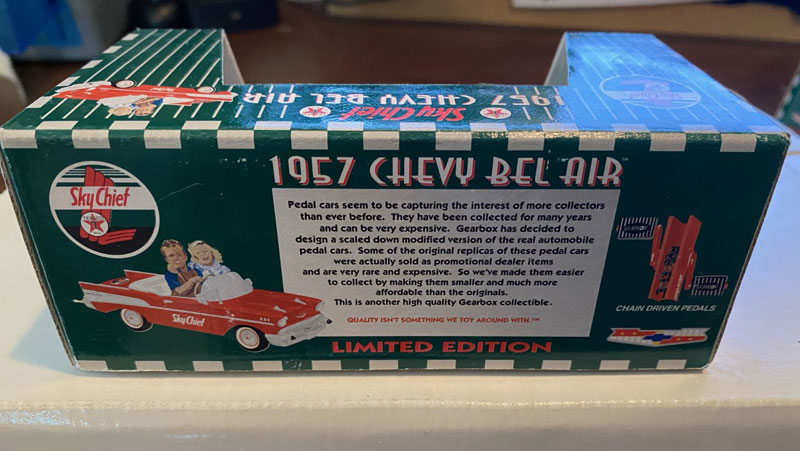 1957 CHEVY BEL AIR
Sky Chief
1957 CHEVY BEL AIR™
Sky Chief
TEXACO
Pedal cars seem to be capturing the interest of more collectors
than ever before. They have been collected for many years
and can be very expensive. Gearbox has decided to
design a scaled down modified version of the real automobile
pedal cars. Some of the original replicas of these pedal cars
were actually sold as promotional dealer items
and are very rare and expensive. So we've made them easier
to collect by making them smaller and much more
affordable than the originals.
This is another high quality Gearbox collectible.
QUALITY ISN'T SOMETHING WE TOY AROUND WITH.™
LIMITED EDITION
Sky Chief
GEARBOX
GEARBOX
CHAIN DRIVEN PEDALS